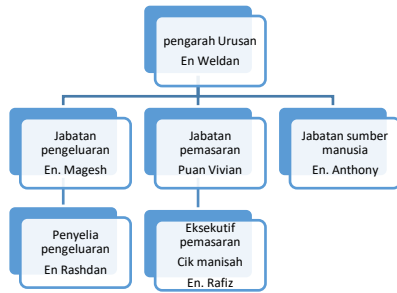 pengarah Urusan
En Weldan
Jabatan
pengeluaran
En. Magesh
Jabatan
pemasaran
Puan Vivian
Jabatan sumber
manusia
En. Anthony
Penyelia
pengeluaran
En Rashdan
Eksekutif
pemasaran
Cik manisah
En. Rafiz